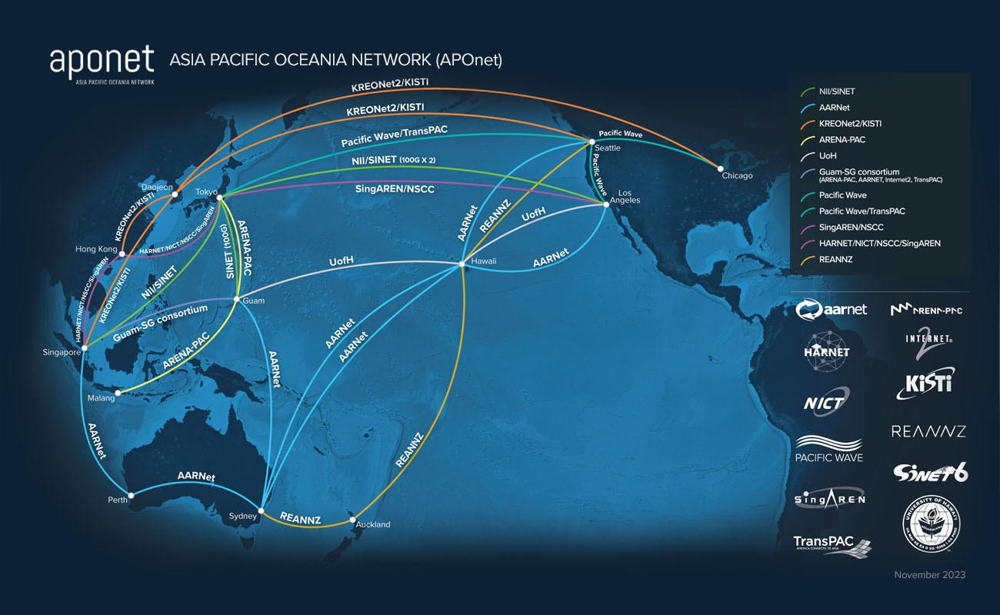 aponet
ASIA PACIFIC OCEANIA NETWORK
ASIA PACIFIC OCEANIA NETWORK (APOnet)
KREONet2/KISTI
KREONet2/KISTI
Pacific Wave/TransPAC
NII/SINET (100G X 2)
SingAREN/NSCC
Pacific Wave
Seattle
Pacific Wave
Chicago
Los
Angeles
Daojeon
Tokyo
KREONet2/KISTI
HARNET/NICT/NSCC/SingAREN
SINET (100G)
ARENA-PAC
AARNet
REANNZ
UofH
AARNet
Hong Kong
Hawaii
UofH
HARNET/NICT/NSCC/SingAREN
KREONet2/KISTI
NII/SINET
Guam
Guam-SG consortium
ARENA-PAC
AARNet
AARNet
AARNet
Singapore
Malang
AARNet
AARNet
Perth
Sydney
REANNZ
REANNZ
Auckland
NII/SINET
AARNet
KREONet2/KISTI
ARENA-PAC
UoH
Guam-SG consortium
(ARENA-PAC, AARNET, Internet2, TransPAC)
Pacific Wave
Pacific Wave/TransPAC
SingAREN/NSCC
HARNET/NICT/NSCC/SingAREN
REANNZ
aarnet
ARENA-PAC
HARNET
INTERNET®
2
NICT
KiSTi
PACIFIC WAVE
REANNZ
SingAREN
SINET6
TransPAC
AMERICA CONNECTS TO ASIA
UNIVERSITY OF HAWAI'I
November 2023